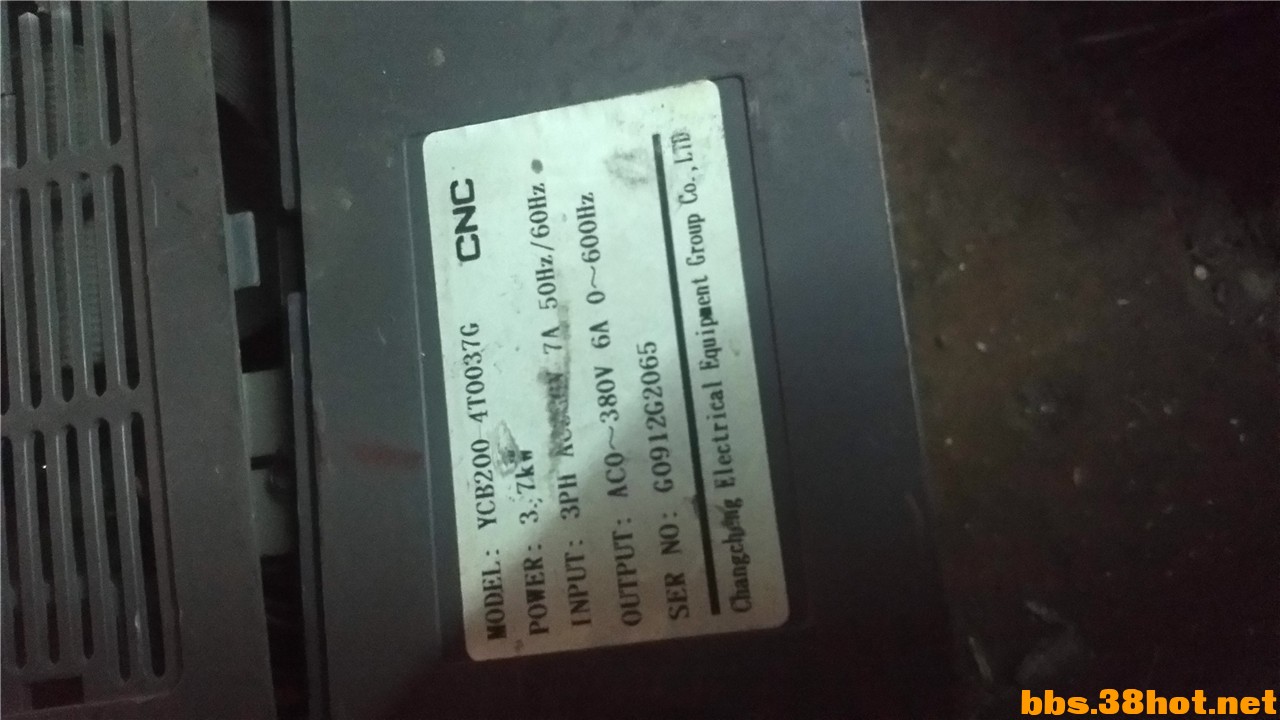 CNC
MODEL: YCB200-4T0037G
POWER: 3.7kW
INPUT: 3PH 7A 50Hz/60Hz
OUTPUT: AC0~380V 6A 0~600Hz
SER NO: G0912G2065
Changcheng Electrical Equipment Group Co.,LTD
bbs.38hot.net